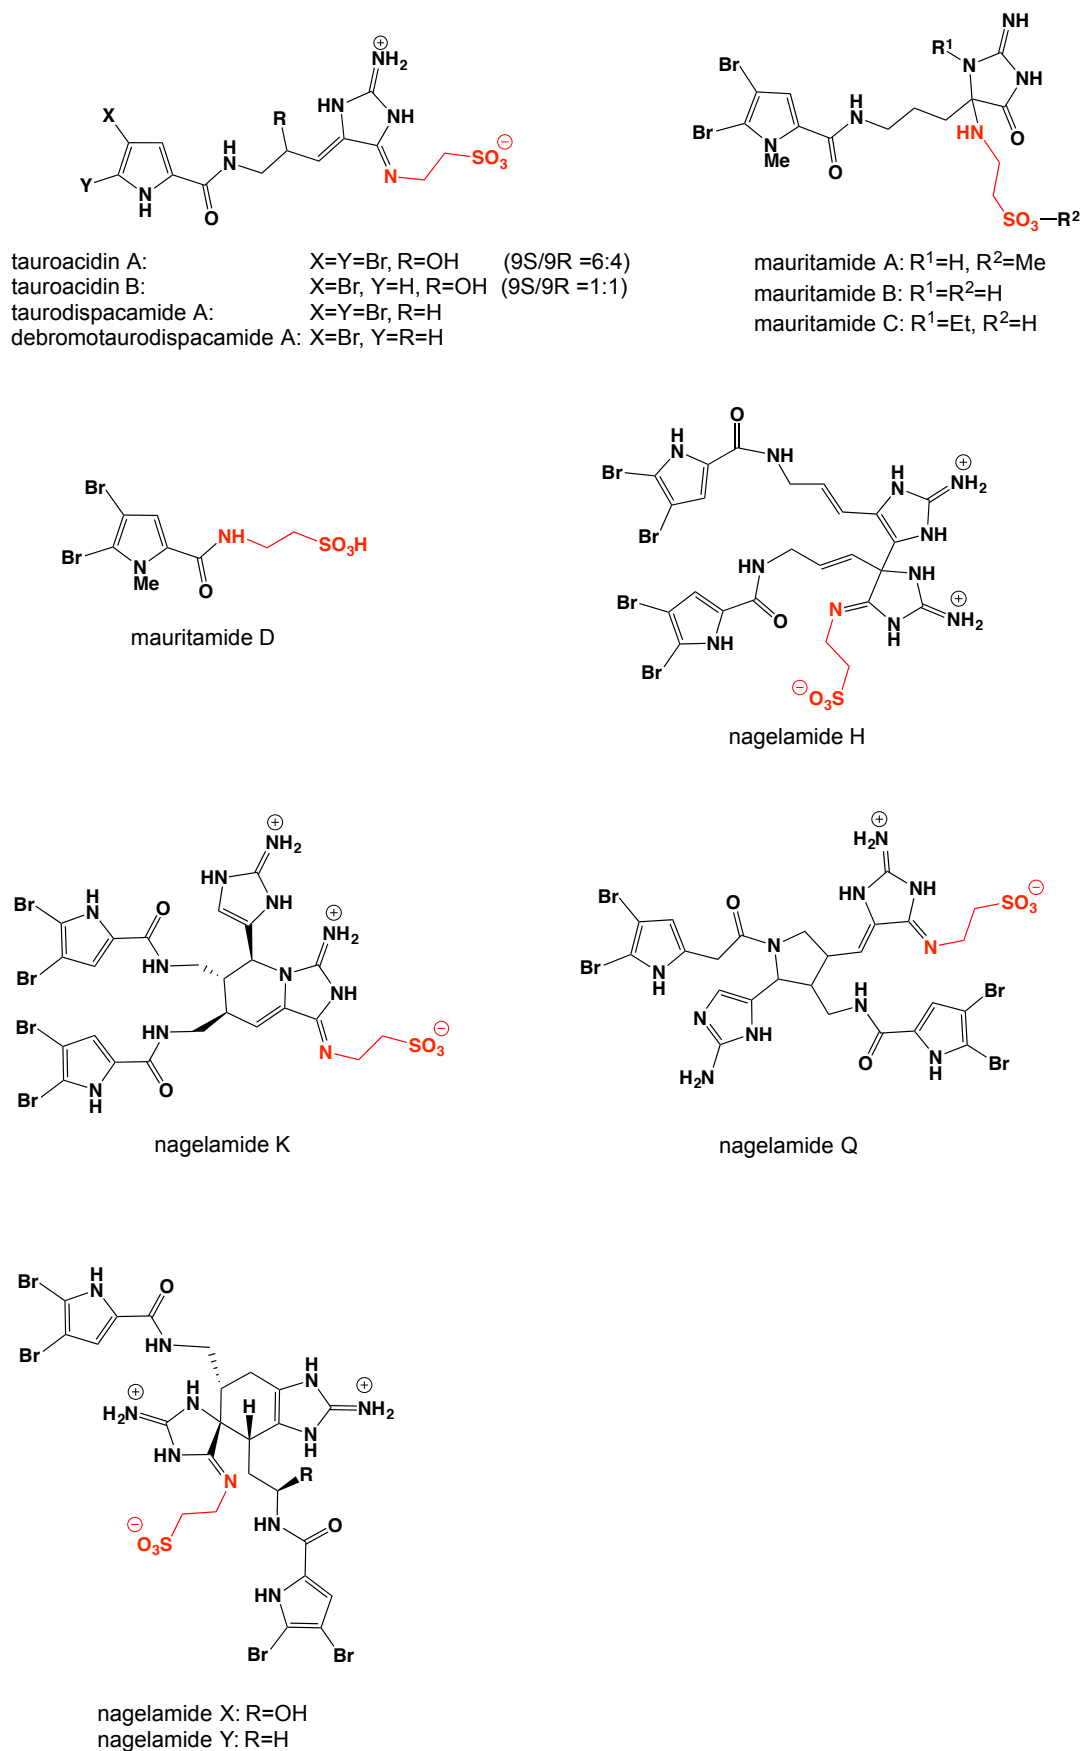 tauroacidin A: X=Y=Br, R=OH (9S/9R =6:4)
tauroacidin B: X=Br, Y=H, R=OH (9S/9R =1:1)
taurodispacamide A: X=Y=Br, R=H
debromotaurodispacamide A: X=Br, Y=R=H
mauritamide A: R¹=H, R²=Me
mauritamide B: R¹=R²=H
mauritamide C: R¹=Et, R²=H
mauritamide D
nagelamide H
nagelamide K
nagelamide Q
nagelamide X: R=OH
nagelamide Y: R=H